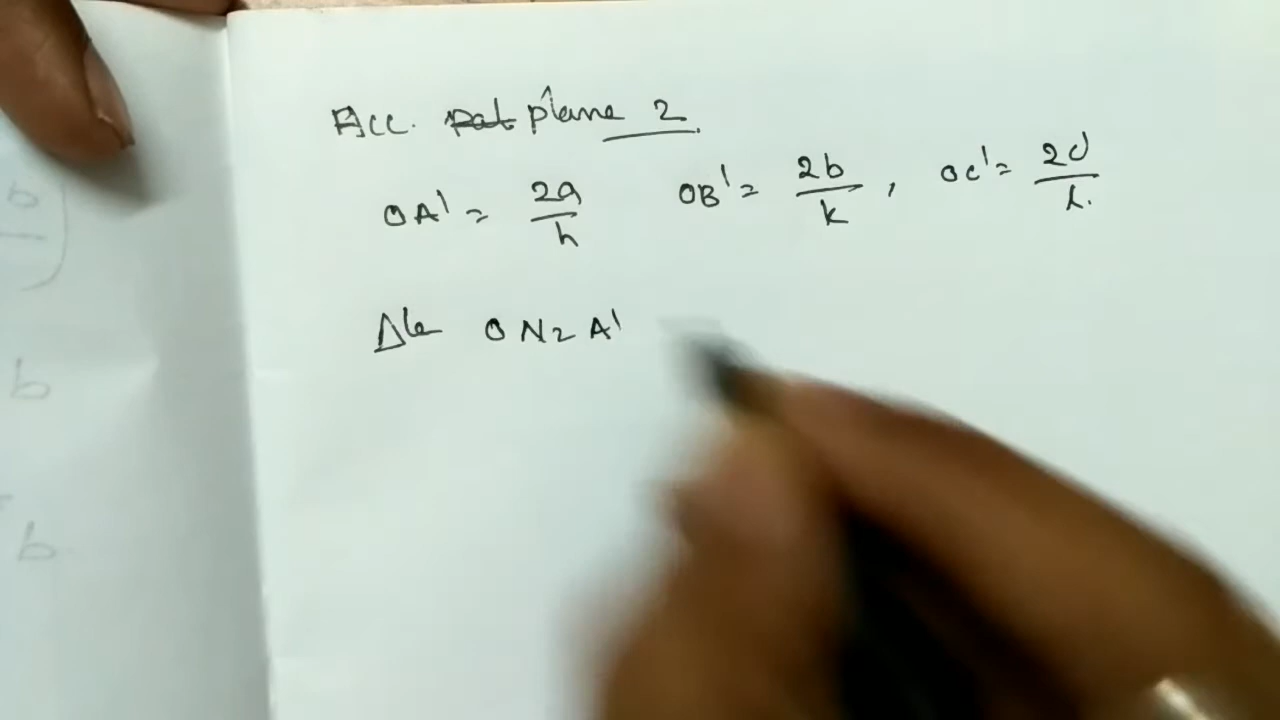 Acc. plane 2
OA' = 2a/h OB' = 2b/k , OC' = 2c/l.
Δle ON2A'
b
b
b